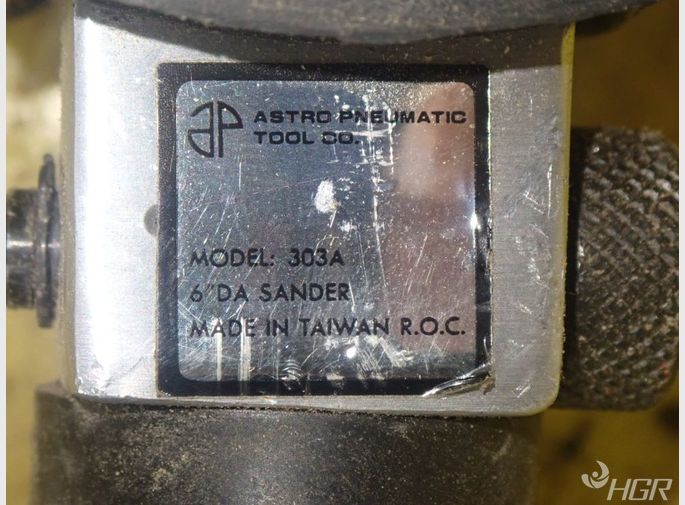 AP ASTRO PNEUMATIC
TOOL CO.
MODEL: 303A
6"DA SANDER
MADE IN TAIWAN R.O.C.
HGR